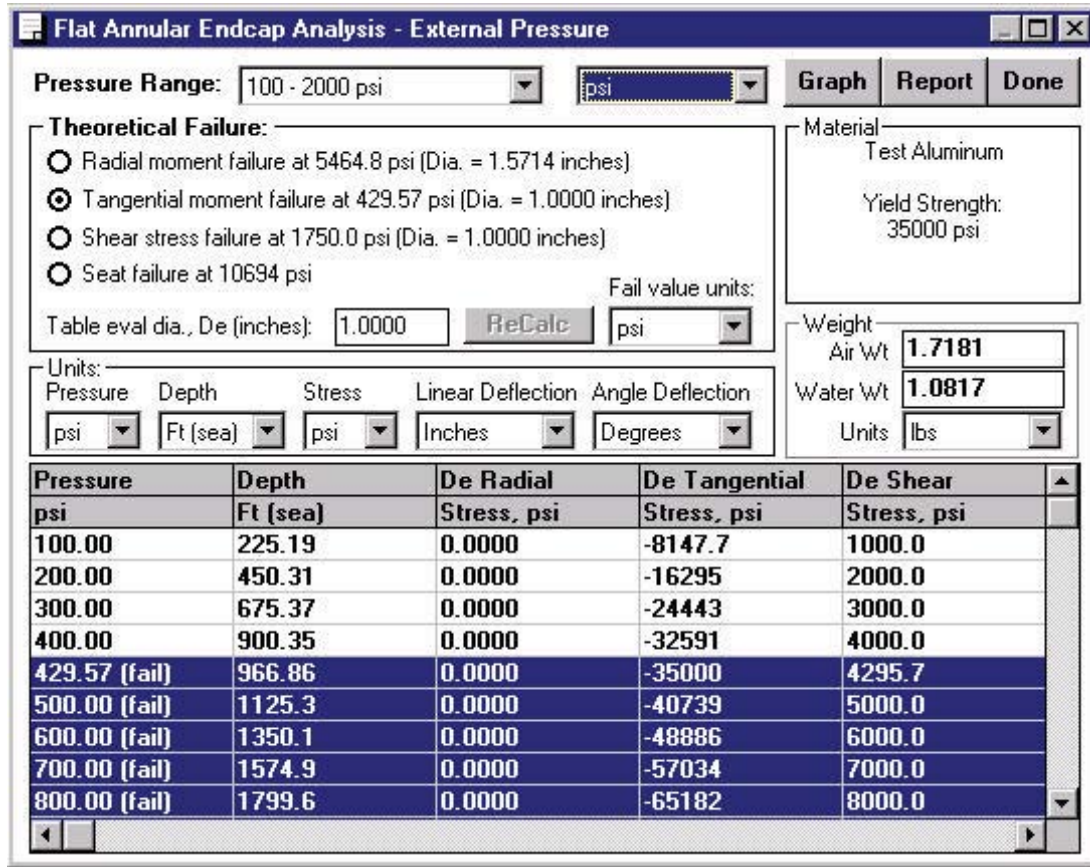 Flat Annular Endcap Analysis - External Pressure
Pressure Range: 100 - 2000 psi psi Graph Report Done
Theoretical Failure:
Radial moment failure at 5464.8 psi (Dia. = 1.5714 inches)
Tangential moment failure at 429.57 psi (Dia. = 1.0000 inches)
Shear stress failure at 1750.0 psi (Dia. = 1.0000 inches)
Seat failure at 10694 psi
Fail value units:
Table eval dia., De (inches): 1.0000 ReCalc psi
Material
Test Aluminum
Yield Strength:
35000 psi
Weight
Air Wt 1.7181
Water Wt 1.0817
Units lbs
Units:
Pressure Depth Stress Linear Deflection Angle Deflection
psi Ft (sea) psi Inches Degrees
Pressure Depth De Radial De Tangential De Shear
psi Ft (sea) Stress, psi Stress, psi Stress, psi
100.00 225.19 0.0000 -8147.7 1000.0
200.00 450.31 0.0000 -16295 2000.0
300.00 675.37 0.0000 -24443 3000.0
400.00 900.35 0.0000 -32591 4000.0
429.57 (fail) 966.86 0.0000 -35000 4295.7
500.00 (fail) 1125.3 0.0000 -40739 5000.0
600.00 (fail) 1350.1 0.0000 -48886 6000.0
700.00 (fail) 1574.9 0.0000 -57034 7000.0
800.00 (fail) 1799.6 0.0000 -65182 8000.0